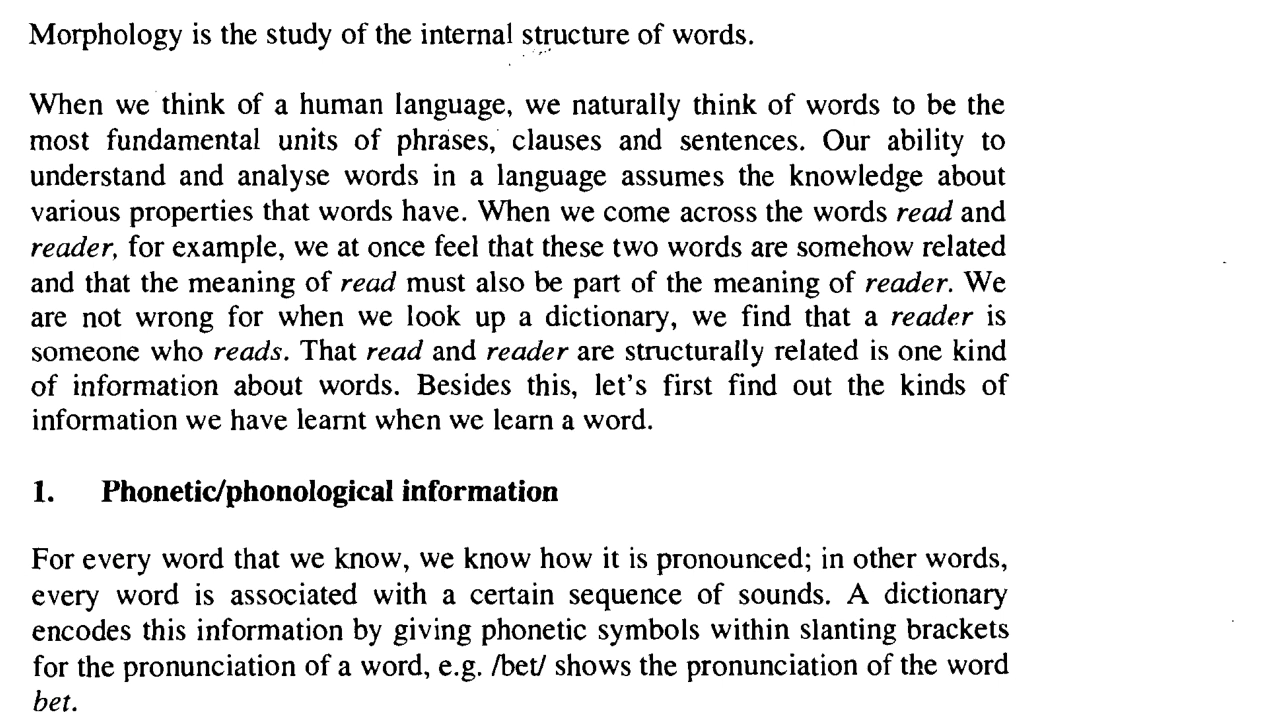 Morphology is the study of the internal structure of words.
When we think of a human language, we naturally think of words to be the
most fundamental units of phrases, clauses and sentences. Our ability to
understand and analyse words in a language assumes the knowledge about
various properties that words have. When we come across the words read and
reader, for example, we at once feel that these two words are somehow related
and that the meaning of read must also be part of the meaning of reader. We
are not wrong for when we look up a dictionary, we find that a reader is
someone who reads. That read and reader are structurally related is one kind
of information about words. Besides this, let's first find out the kinds of
information we have learnt when we learn a word.
1. Phonetic/phonological information
For every word that we know, we know how it is pronounced; in other words,
every word is associated with a certain sequence of sounds. A dictionary
encodes this information by giving phonetic symbols within slanting brackets
for the pronunciation of a word, e.g. /bet/ shows the pronunciation of the word
bet.